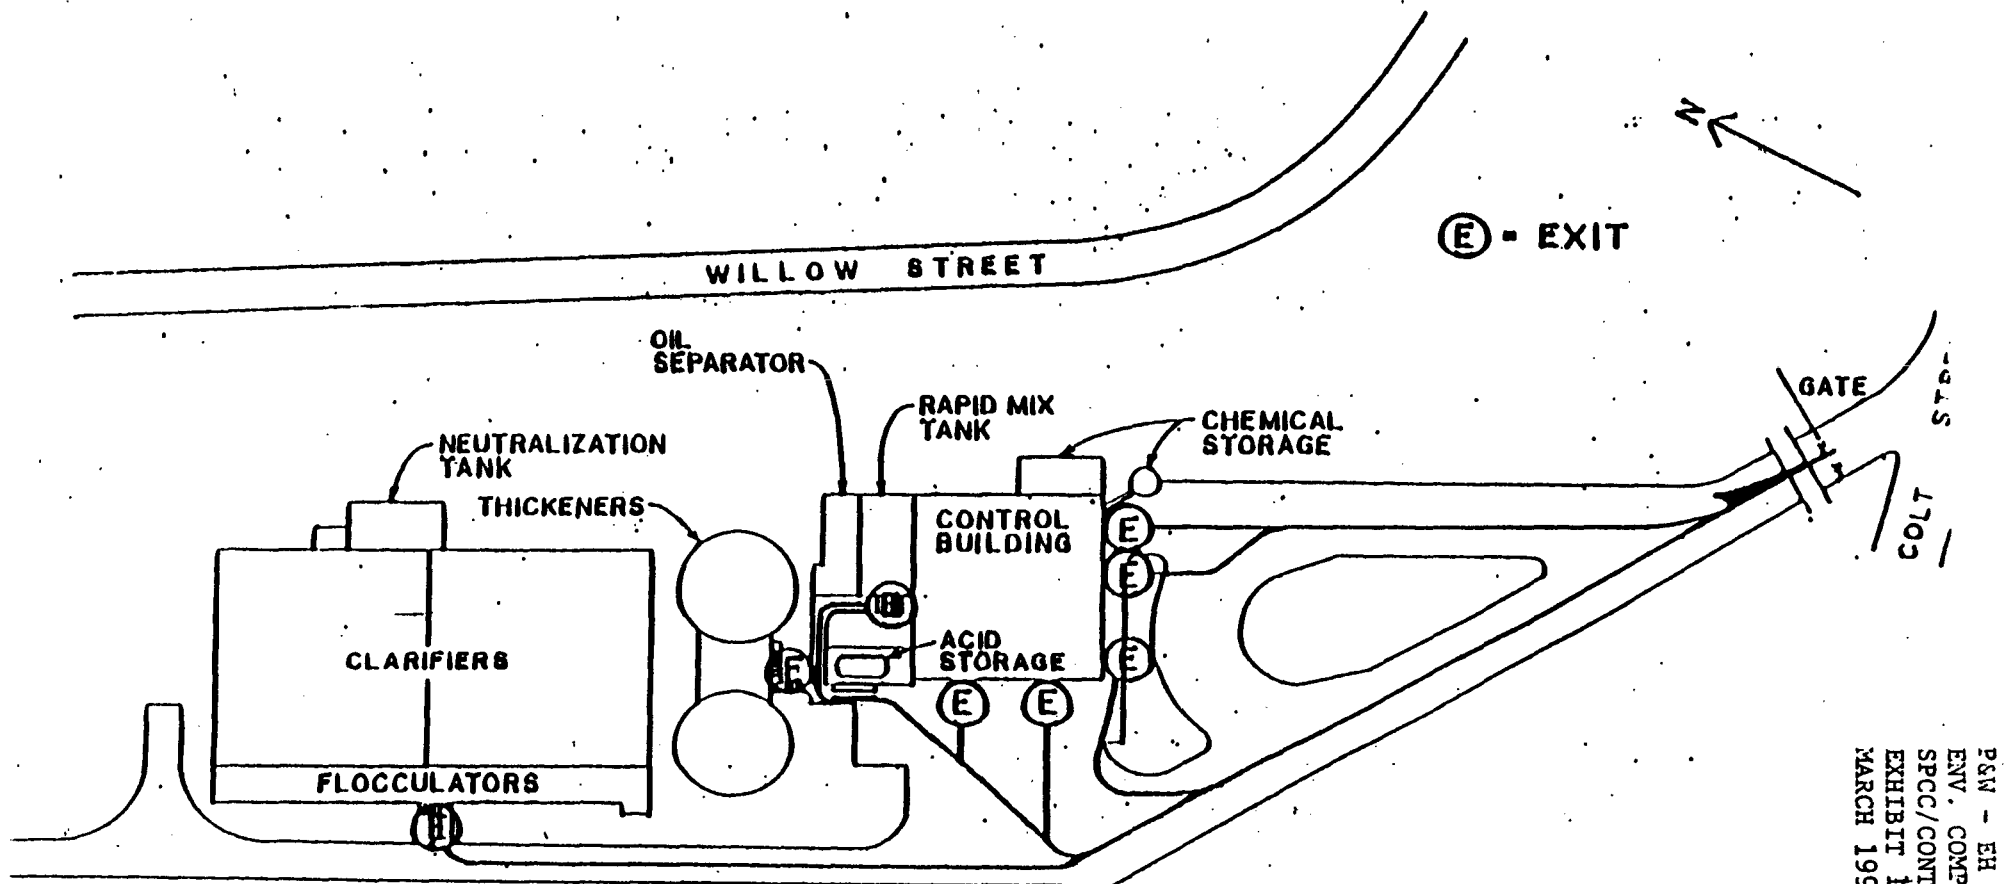 N
E = EXIT
WILLOW STREET
OIL
SEPARATOR
GATE
RAPID MIX
TANK
CHEMICAL
STORAGE
NEUTRALIZATION
TANK
THICKENERS
CONTROL
BUILDING
COLT
E
E
E
E
E
E
ACID
STORAGE
CLARIFIERS
FLOCCULATORS
P&W - EH
ENV. COMP
SPCC/CONT
EXHIBIT
MARCH 199